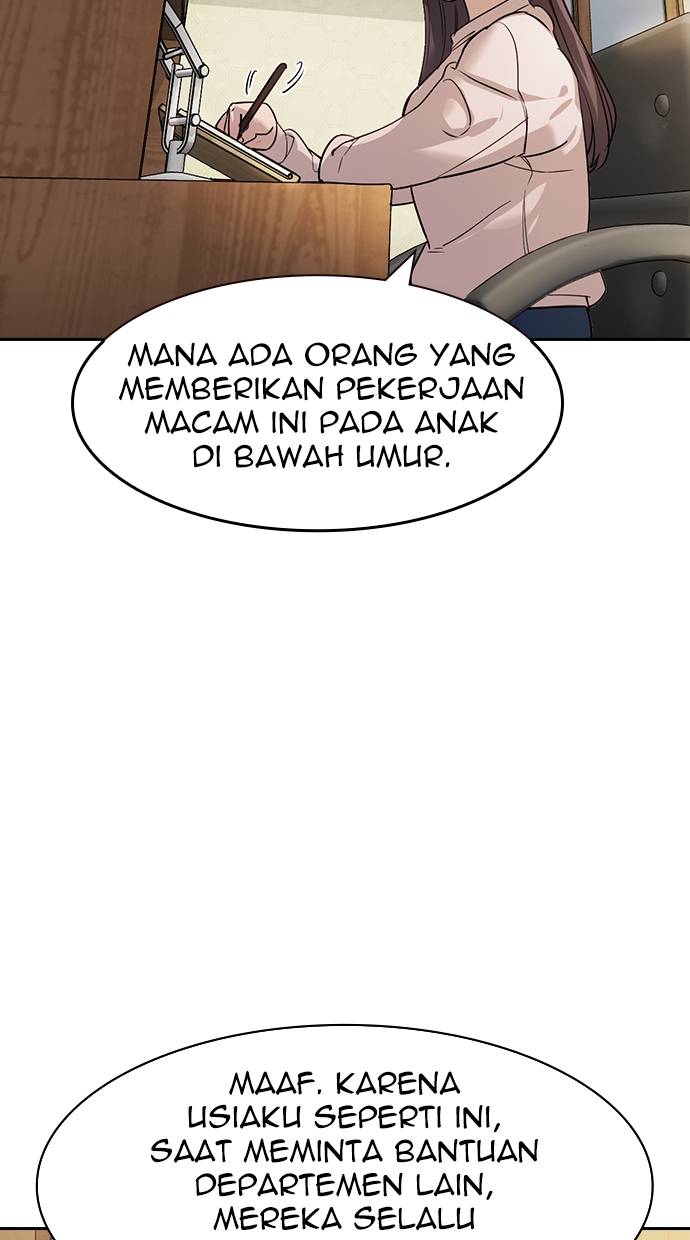 MANA ADA ORANG YANG
MEMBERIKAN PEKERJAAN
MACAM INI PADA ANAK
DI BAWAH UMUR.
MAAF. KARENA
USIAKU SEPERTI INI,
SAAT MEMINTA BANTUAN
DEPARTEMEN LAIN,
MEREKA SELALU